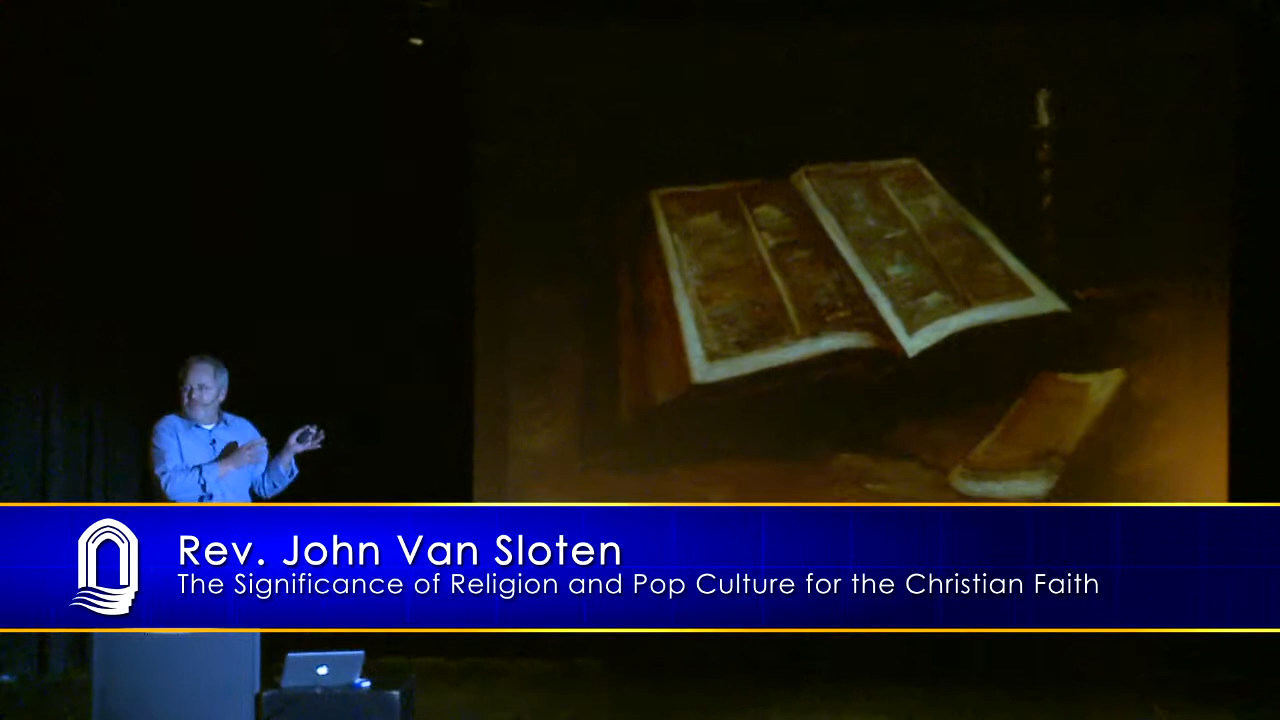 Rev. John Van Sloten
The Significance of Religion and Pop Culture for the Christian Faith